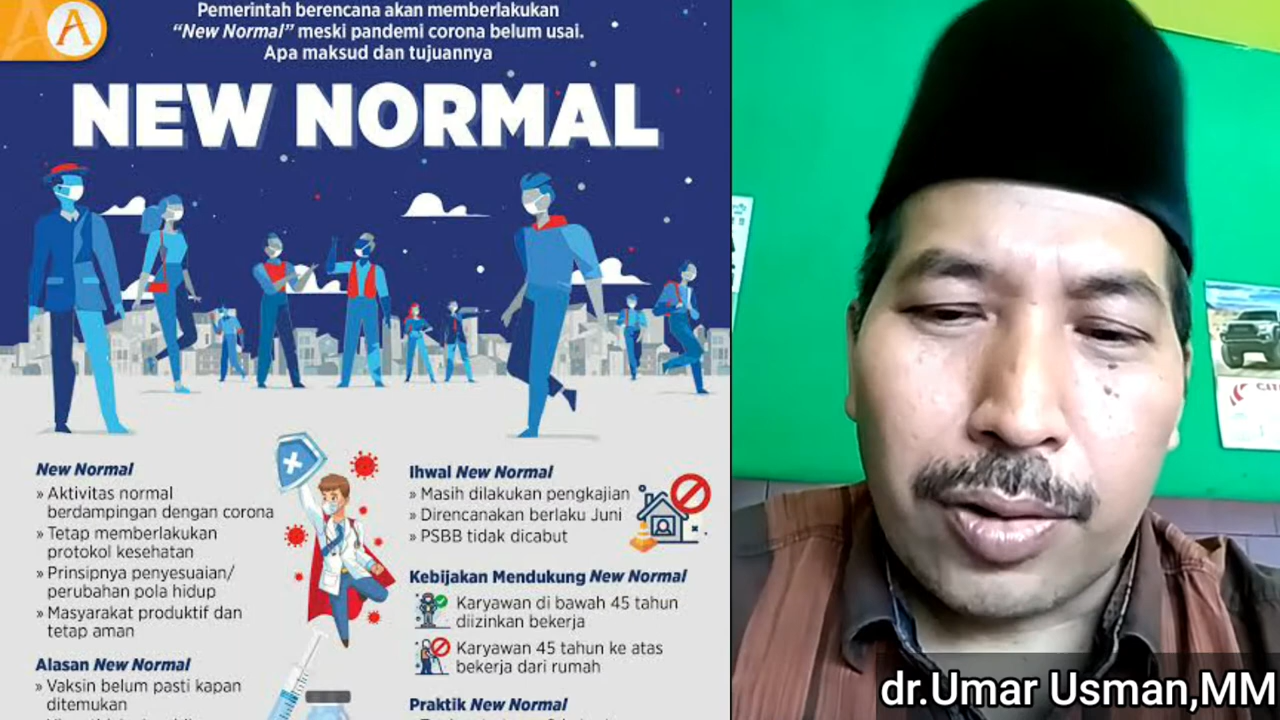 A
Pemerintah berencana akan memberlakukan
“New Normal” meski pandemi corona belum usai.
Apa maksud dan tujuannya
NEW NORMAL
New Normal
» Aktivitas normal
berdampingan dengan corona
» Tetap memberlakukan
protokol kesehatan
» Prinsipnya penyesuaian/
perubahan pola hidup
» Masyarakat produktif dan
tetap aman
Alasan New Normal
» Vaksin belum pasti kapan
ditemukan
Ihwal New Normal
» Masih dilakukan pengkajian
» Direncanakan berlaku Juni
» PSBB tidak dicabut
Kebijakan Mendukung New Normal
Karyawan di bawah 45 tahun
diizinkan bekerja
Karyawan 45 tahun ke atas
bekerja dari rumah
Praktik New Normal
dr.Umar Usman,MM